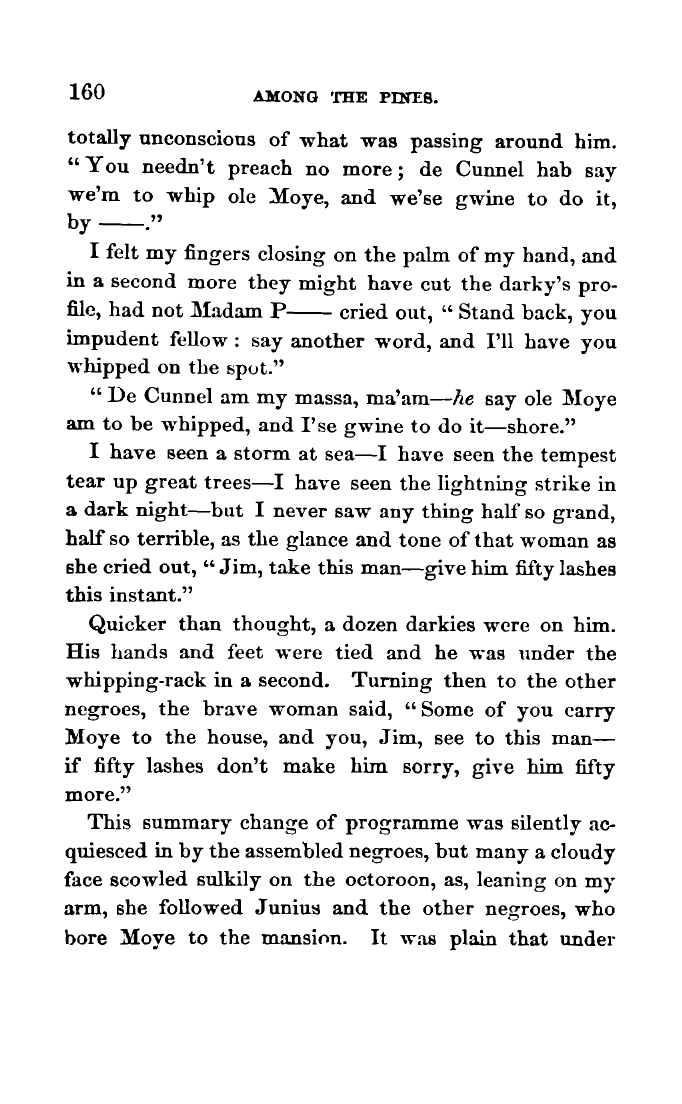 160 AMONG THE PINES.
totally unconscious of what was passing around him.
“You needn’t preach no more; de Cunnel hab say
we’m to whip ole Moye, and we’se gwine to do it,
by ——.”
I felt my fingers closing on the palm of my hand, and
in a second more they might have cut the darky’s pro-
file, had not Madam P—— cried out, “Stand back, you
impudent fellow: say another word, and I’ll have you
whipped on the spot.”
“De Cunnel am my massa, ma’am—he say ole Moye
am to be whipped, and I’se gwine to do it—shore.”
I have seen a storm at sea—I have seen the tempest
tear up great trees—I have seen the lightning strike in
a dark night—but I never saw any thing half so grand,
half so terrible, as the glance and tone of that woman as
she cried out, “Jim, take this man—give him fifty lashes
this instant.”
Quicker than thought, a dozen darkies were on him.
His hands and feet were tied and he was under the
whipping-rack in a second. Turning then to the other
negroes, the brave woman said, “Some of you carry
Moye to the house, and you, Jim, see to this man—
if fifty lashes don’t make him sorry, give him fifty
more.”
This summary change of programme was silently ac-
quiesced in by the assembled negroes, but many a cloudy
face scowled sulkily on the octoroon, as, leaning on my
arm, she followed Junius and the other negroes, who
bore Moye to the mansion. It was plain that under